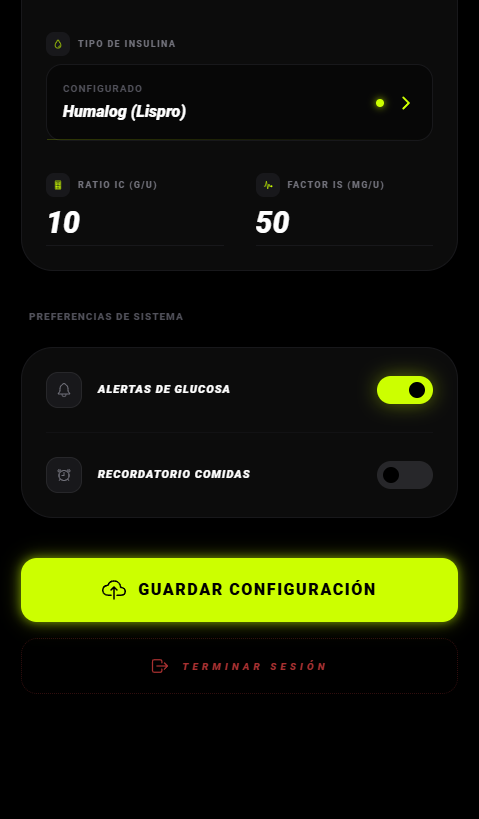 TIPO DE INSULINA
CONFIGURADO
Humalog (Lispro)
RATIO IC (G/U)
FACTOR IS (MG/U)
10
50
PREFERENCIAS DE SISTEMA
ALERTAS DE GLUCOSA
RECORDATORIO COMIDAS
GUARDAR CONFIGURACIÓN
TERMINAR SESIÓN